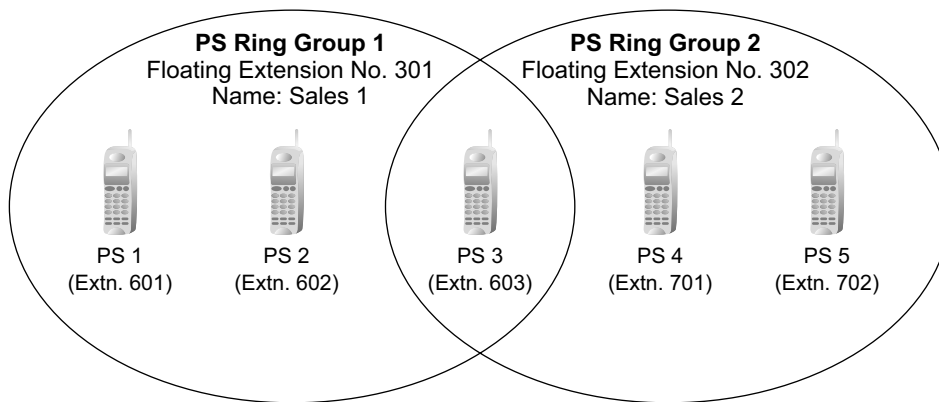 PS Ring Group 1
Floating Extension No. 301
Name: Sales 1
PS Ring Group 2
Floating Extension No. 302
Name: Sales 2
PS 1
(Extn. 601)
PS 2
(Extn. 602)
PS 3
(Extn. 603)
PS 4
(Extn. 701)
PS 5
(Extn. 702)